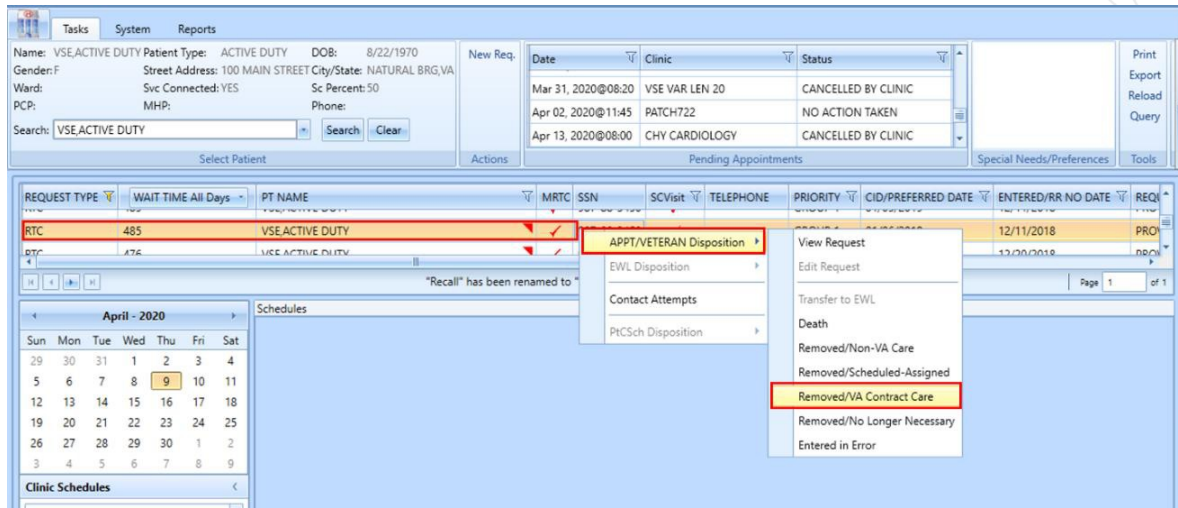 Tasks System Reports
Name: VSE,ACTIVE DUTY Patient Type: ACTIVE DUTY DOB: 8/22/1970
Gender: F Street Address: 100 MAIN STREET City/State: NATURAL BRG,VA
Ward: Svc Connected: YES Sc Percent: 50
PCP: MHP: Phone:
Search: VSE,ACTIVE DUTY Search Clear
Select Patient
New Req.
Actions
Date Clinic Status
Mar 31, 2020@08:20 VSE VAR LEN 20 CANCELLED BY CLINIC
Apr 02, 2020@11:45 PATCH722 NO ACTION TAKEN
Apr 13, 2020@08:00 CHY CARDIOLOGY CANCELLED BY CLINIC
Pending Appointments
Special Needs/Preferences
Print
Export
Reload
Query
Tools
REQUEST TYPE WAIT TIME All Days PT NAME MRTC SSN SCVisit TELEPHONE PRIORITY CID/PREFERRED DATE ENTERED/RR NO DATE REQU
RTC 485 VSE,ACTIVE DUTY 12/11/2018 PROV
RTC 476 VSE,ACTIVE DUTY 12/20/2018 PROV
"Recall" has been renamed to "
Page 1 of 1
APPT/VETERAN Disposition
EWL Disposition
Contact Attempts
PtCSch Disposition
View Request
Edit Request
Transfer to EWL
Death
Removed/Non-VA Care
Removed/Scheduled-Assigned
Removed/VA Contract Care
Removed/No Longer Necessary
Entered in Error
April - 2020
Sun Mon Tue Wed Thu Fri Sat
29 30 31 1 2 3 4
5 6 7 8 9 10 11
12 13 14 15 16 17 18
19 20 21 22 23 24 25
26 27 28 29 30 1 2
3 4 5 6 7 8 9
Clinic Schedules
Schedules